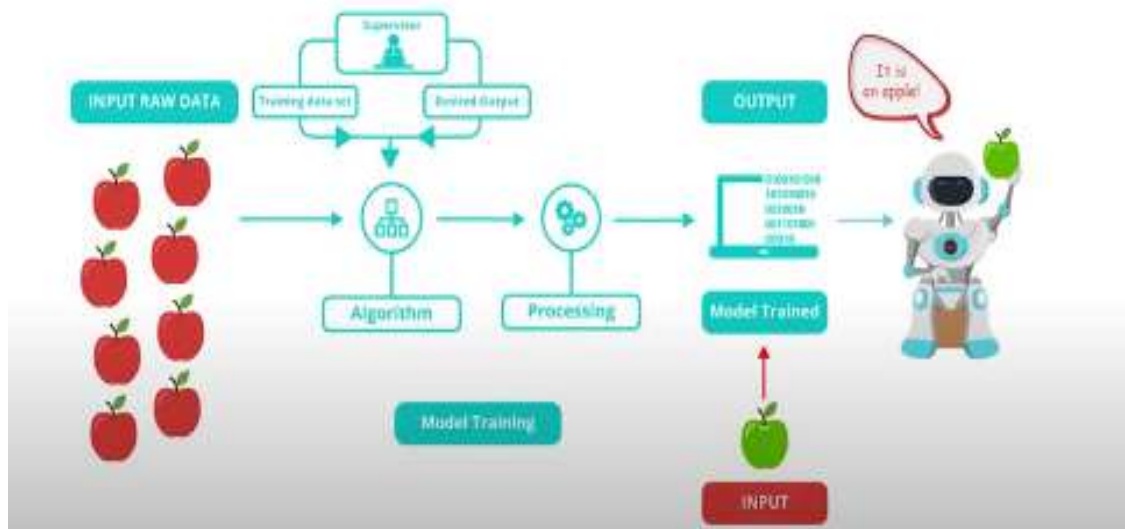 Supervisor
INPUT RAW DATA
Training data set
Desired Output
OUTPUT
It is
an apple!
Algorithm
Processing
Model Trained
Model Training
INPUT